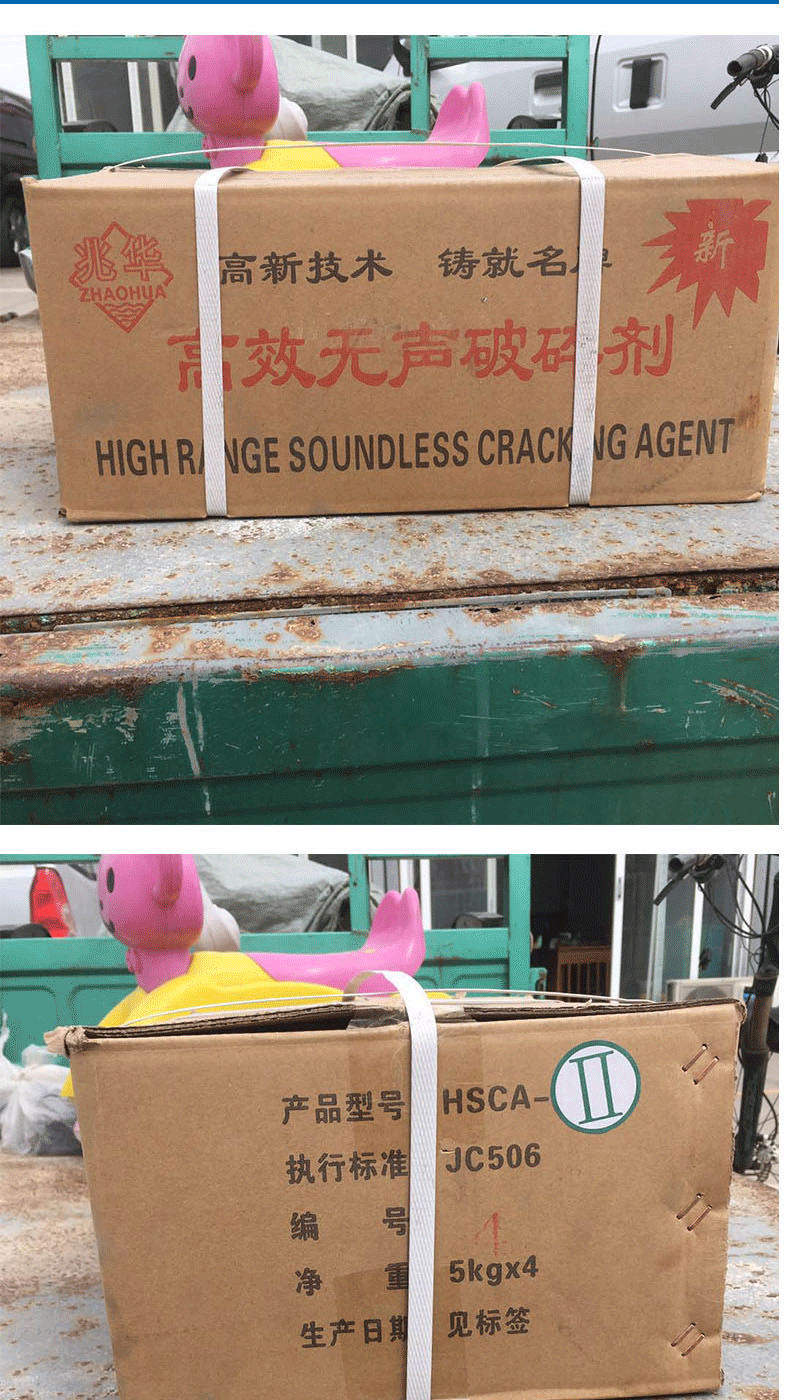 兆华
ZHAOHUA
高新技术 铸就名牌
新
高效无声破碎剂
HIGH RANGE SOUNDLESS CRACKING AGENT
产品型号 HSCA-II
执行标准 JC506
编 号
净 重 5kgx4
生产日期 见标签